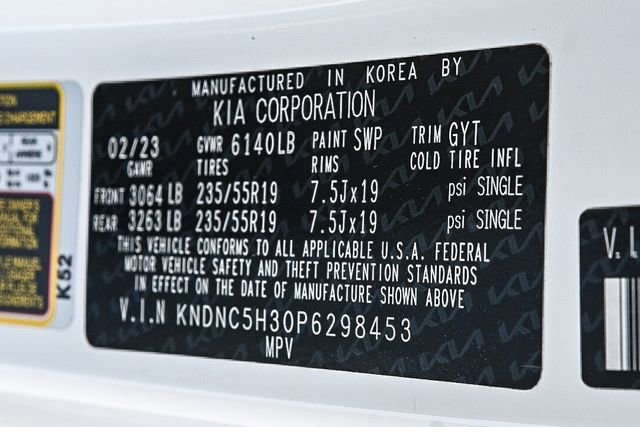 MANUFACTURED IN KOREA BY
KIA CORPORATION
02/23 GVWR 6140LB PAINT SWP TRIM GYT
GAWR TIRES RIMS COLD TIRE INFL
FRONT 3064 LB 235/55R19 7.5Jx19 psi SINGLE
REAR 3263 LB 235/55R19 7.5Jx19 psi SINGLE
THIS VEHICLE CONFORMS TO ALL APPLICABLE U.S.A. FEDERAL
MOTOR VEHICLE SAFETY AND THEFT PREVENTION STANDARDS
IN EFFECT ON THE DATE OF MANUFACTURE SHOWN ABOVE
V.I.N KNDNC5H30P6298453
MPV
K52
V.I